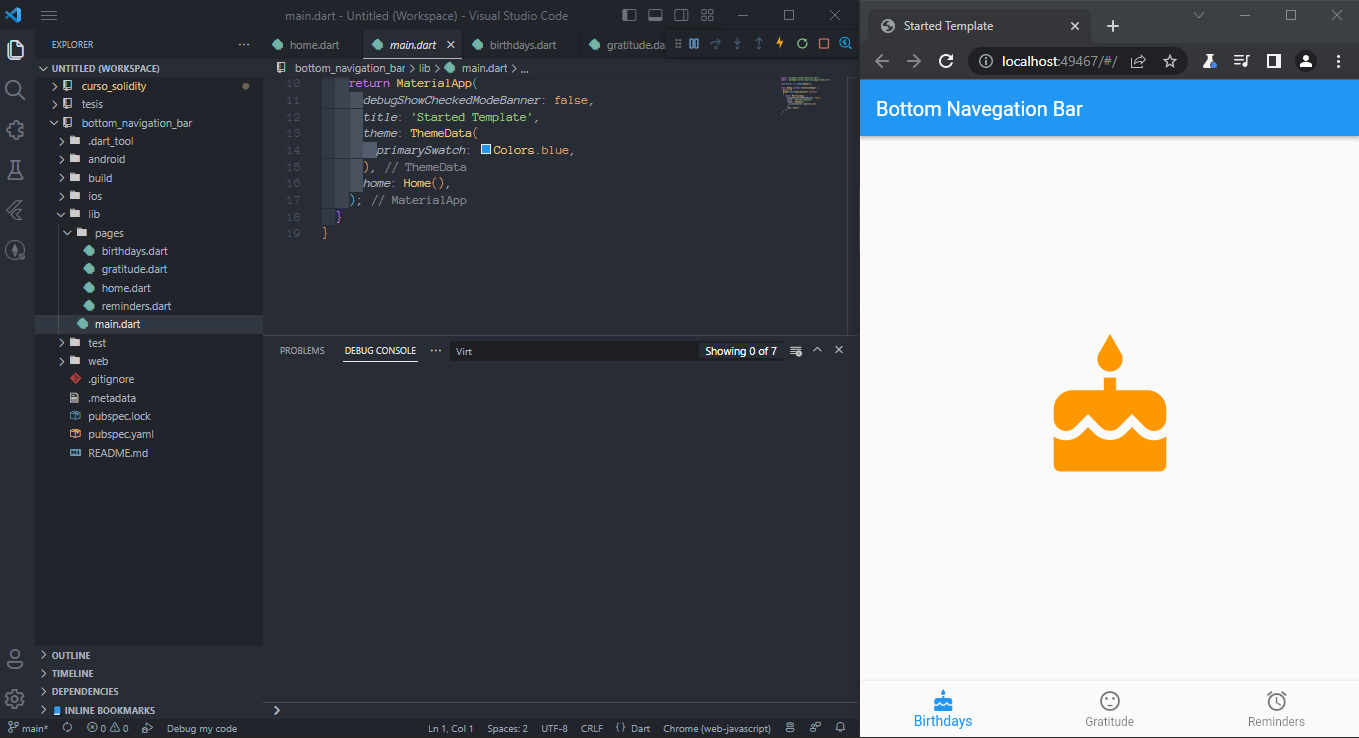 main.dart - Untitled (Workspace) - Visual Studio Code
EXPLORER
UNTITLED (WORKSPACE)
curso_solidity
tesis
bottom_navigation_bar
.dart_tool
android
build
ios
lib
pages
birthdays.dart
gratitude.dart
home.dart
reminders.dart
main.dart
test
web
.gitignore
.metadata
pubspec.lock
pubspec.yaml
README.md
OUTLINE
TIMELINE
DEPENDENCIES
INLINE BOOKMARKS
home.dart main.dart birthdays.dart gratitude.da
bottom_navigation_bar > lib > main.dart > ...
10 return MaterialApp(
11 debugShowCheckedModeBanner: false,
12 title: 'Started Template',
13 theme: ThemeData(
14 primarySwatch: Colors.blue,
15 ), // ThemeData
16 home: Home(),
17 ); // MaterialApp
18 }
19 }
PROBLEMS DEBUG CONSOLE ... Virt Showing 0 of 7
main* 0 0 Debug my code Ln 1, Col 1 Spaces: 2 UTF-8 CRLF { } Dart Chrome (web-javascript)
Started Template
localhost:49467/#/
Bottom Navegation Bar
Birthdays Gratitude Reminders